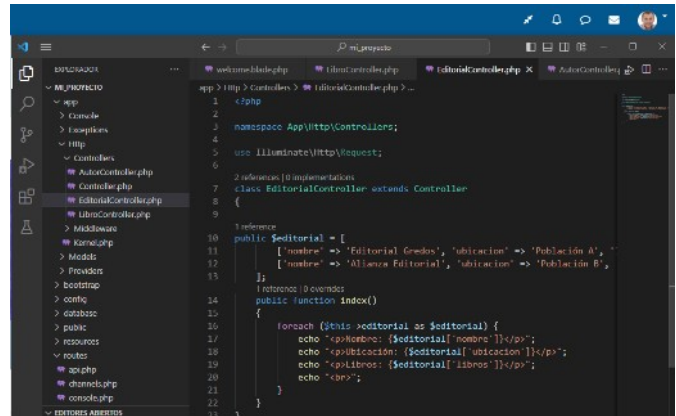 mi_proyecto
EXPLORADOR
welcome.blade.php
LibroController.php
EditorialController.php
AutorController
MI_PROYECTO
app > Http > Controllers > EditorialController.php > ...
app
Console
Exceptions
Http
Controllers
AutorController.php
Controller.php
EditorialController.php
LibroController.php
Middleware
Kernel.php
Models
Providers
bootstrap
config
database
public
resources
routes
api.php
channels.php
console.php
EDITORES ABIERTOS
1 <?php
2
3 namespace App\Http\Controllers;
4
5 use Illuminate\Http\Request;
6
2 references | 0 implementations
7 class EditorialController extends Controller
8 {
9
1 reference
10 public $editorial = [
11 ['nombre' => 'Editorial Gredos', 'ubicacion' => 'Población A', '
12 ['nombre' => 'Alianza Editorial', 'ubicacion' => 'Población B',
13 ];
1 reference | 0 overrides
14 public function index()
15 {
16 foreach ($this->editorial as $editorial) {
17 echo "<p>Nombre: {$editorial['nombre']}</p>";
18 echo "<p>Ubicación: {$editorial['ubicacion']}</p>";
19 echo "<p>Libros: {$editorial['libros']}</p>";
20 echo "<br>";
21 }
22 }
23 }